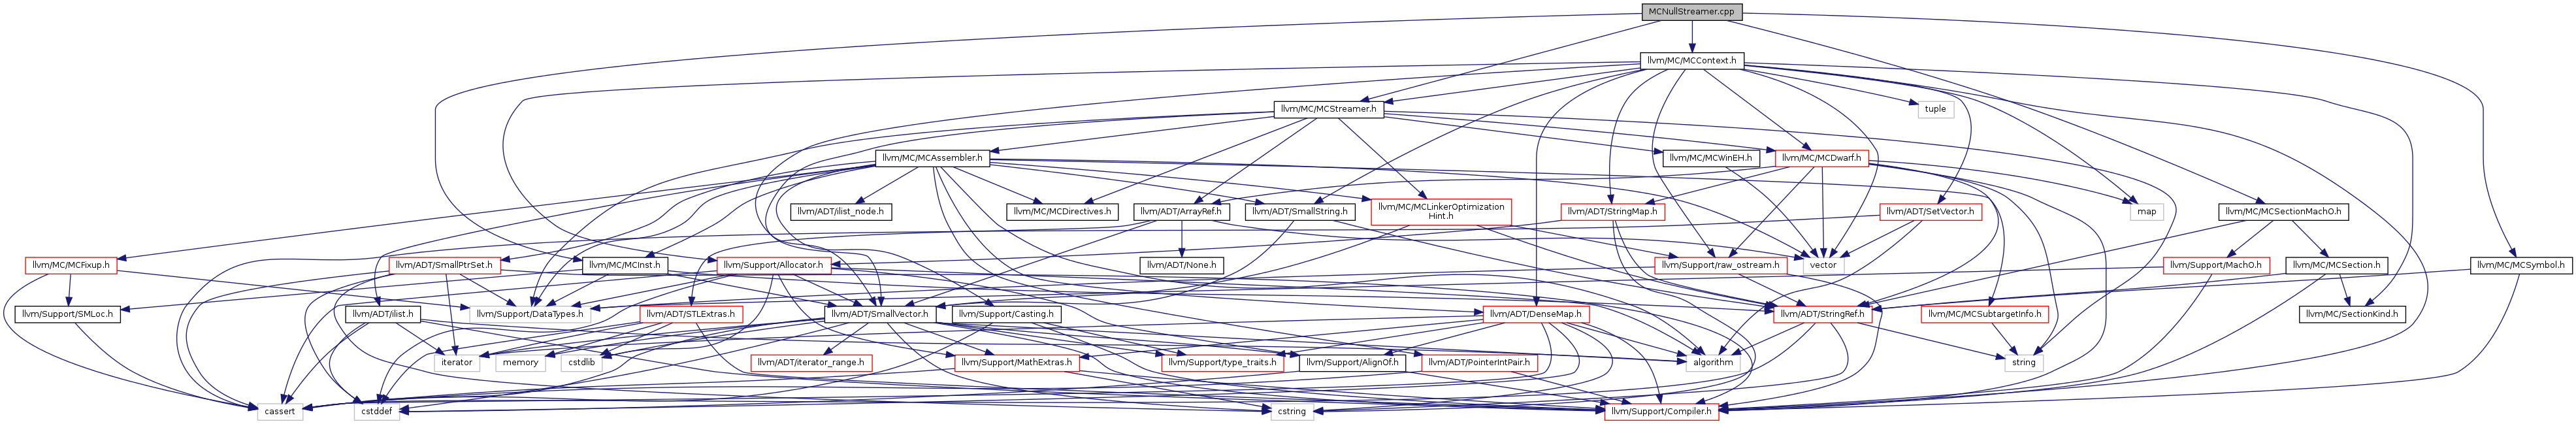 MCNullStreamer.cpp
llvm/MC/MCContext.h
llvm/MC/MCStreamer.h
tuple
llvm/MC/MCAssembler.h
llvm/MC/MCWinEH.h
llvm/MC/MCDwarf.h
llvm/ADT/ilist_node.h
llvm/MC/MCDirectives.h
llvm/ADT/ArrayRef.h
llvm/ADT/SmallString.h
llvm/MC/MCLinkerOptimization
Hint.h
llvm/ADT/StringMap.h
llvm/ADT/SetVector.h
map
llvm/MC/MCSectionMachO.h
llvm/MC/MCFixup.h
llvm/ADT/SmallPtrSet.h
llvm/MC/MCInst.h
llvm/Support/Allocator.h
llvm/ADT/None.h
llvm/Support/raw_ostream.h
vector
llvm/Support/MachO.h
llvm/MC/MCSection.h
llvm/MC/MCSymbol.h
llvm/Support/SMLoc.h
llvm/ADT/ilist.h
llvm/Support/DataTypes.h
llvm/ADT/STLExtras.h
llvm/ADT/SmallVector.h
llvm/Support/Casting.h
llvm/ADT/DenseMap.h
llvm/ADT/StringRef.h
llvm/MC/MCSubtargetInfo.h
llvm/MC/SectionKind.h
iterator
memory
cstdlib
llvm/ADT/iterator_range.h
llvm/Support/MathExtras.h
llvm/Support/type_traits.h
llvm/Support/AlignOf.h
llvm/ADT/PointerIntPair.h
algorithm
string
cassert
cstddef
cstring
llvm/Support/Compiler.h